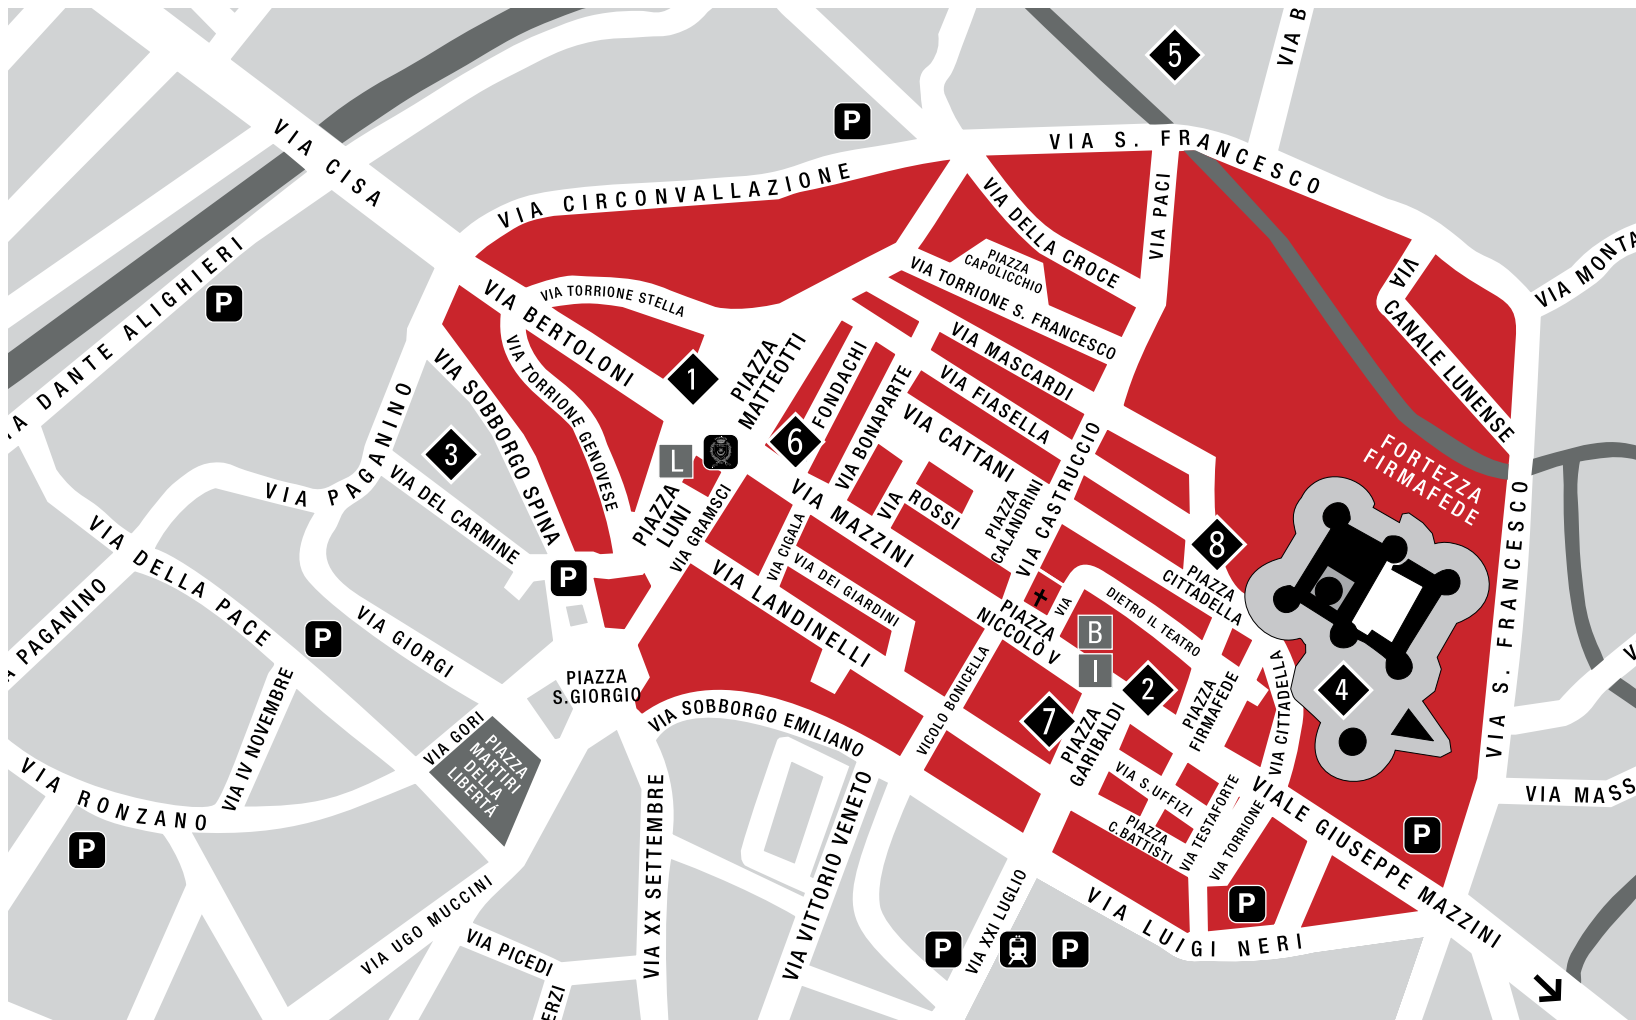 VIA B
5
P
VIA S. FRANCESCO
VIA CISA
VIA CIRCONVALLAZIONE
VIA DELLA CROCE
VIA PACI
VIA DANTE ALIGHIERI
P
PIAZZA
CAPOLICCHIO
VIA TORRIONE S. FRANCESCO
VIA
CANALE LUNENSE
VIA MONTA
VIA BERTOLONI
VIA TORRIONE STELLA
VIA TORRIONE GENOVESE
VIA SOBBORGO SPINA
1
PIAZZA
MATTEOTTI
FONDACHI
VIA BONAPARTE
VIA MASCARDI
VIA FIASELLA
VIA CATTANI
6
3
L
VIA PAGANINO
VIA DEL CARMINE
PIAZZA
LUNI
VIA GRAMSCI
VIA MAZZINI
VIA
ROSSI
PIAZZA
CALANDRINI
VIA CASTRUCCIO
FORTEZZA
FIRMAFEDE
8
PIAZZA
CITTADELLA
VIA S. FRANCESCO
VIA DELLA PACE
A PAGANINO
P
P
VIA GIORGI
VIA CIGALA
VIA DEI GIARDINI
VIA LANDINELLI
PIAZZA
NICCOLÒ V
VIA
DIETRO IL TEATRO
B
I
2
7
4
PIAZZA
S.GIORGIO
VIA SOBBORGO EMILIANO
VICOLO BONICELLA
PIAZZA
GARIBALDI
PIAZZA
FIRMAFEDE
VIA CITTADELLA
VIA IV NOVEMBRE
VIA GORI
PIAZZA
MARTIRI
DELLA
LIBERTÁ
VIA RONZANO
P
VIA S.UFFIZI
PIAZZA
C.BATTISTI
VIA TESTAFORTE
VIA TORRIONE
VIALE GIUSEPPE MAZZINI
VIA MASS
P
P
VIA XX SETTEMBRE
VIA VITTORIO VENETO
VIA UGO MUCCINI
VIA PICEDI
ERZI
VIA XXI LUGLIO
P
P
VIA LUIGI NERI